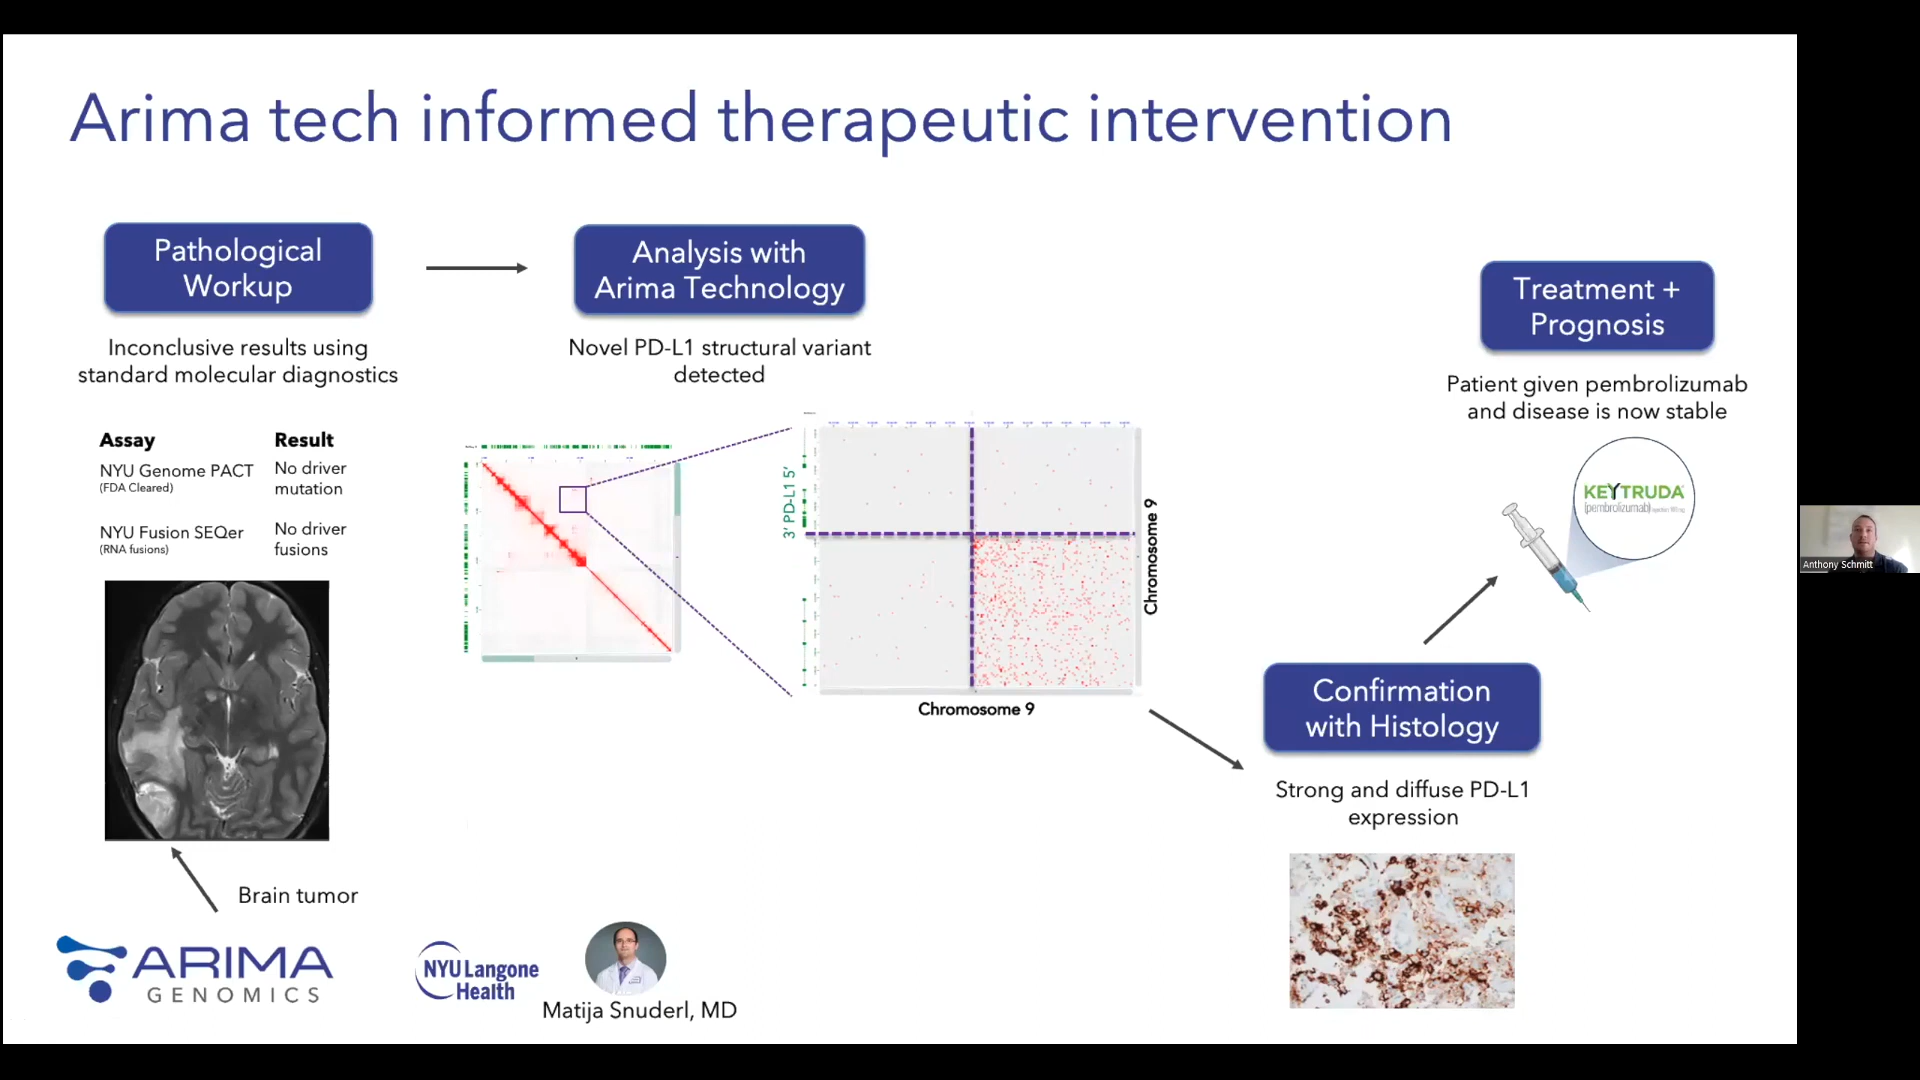 Arima tech informed therapeutic intervention
Pathological
Workup
Inconclusive results using
standard molecular diagnostics
Assay
Result
NYU Genome PACT
(FDA Cleared)
No driver
mutation
NYU Fusion SEQer
(RNA fusions)
No driver
fusions
Brain tumor
Analysis with
Arima Technology
Novel PD-L1 structural variant
detected
3' PD-L1 5'
Chromosome 9
Chromosome 9
Confirmation
with Histology
Strong and diffuse PD-L1
expression
Treatment +
Prognosis
Patient given pembrolizumab
and disease is now stable
KEYTRUDA
(pembrolizumab)
Anthony Schmitt
ARIMA
GENOMICS
NYU Langone
Health
Matija Snuderl, MD